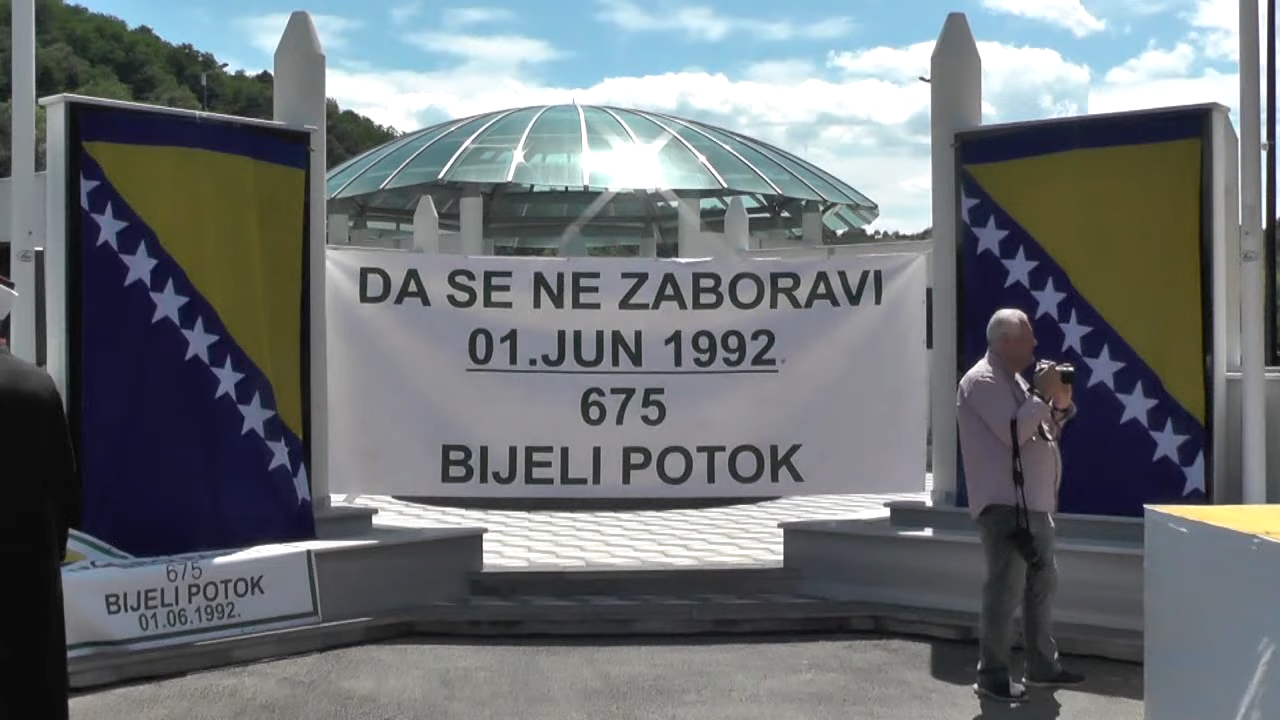 DA SE NE ZABORAVI
01.JUN 1992.
675
BIJELI POTOK
675
BIJELI POTOK
01.06.1992.